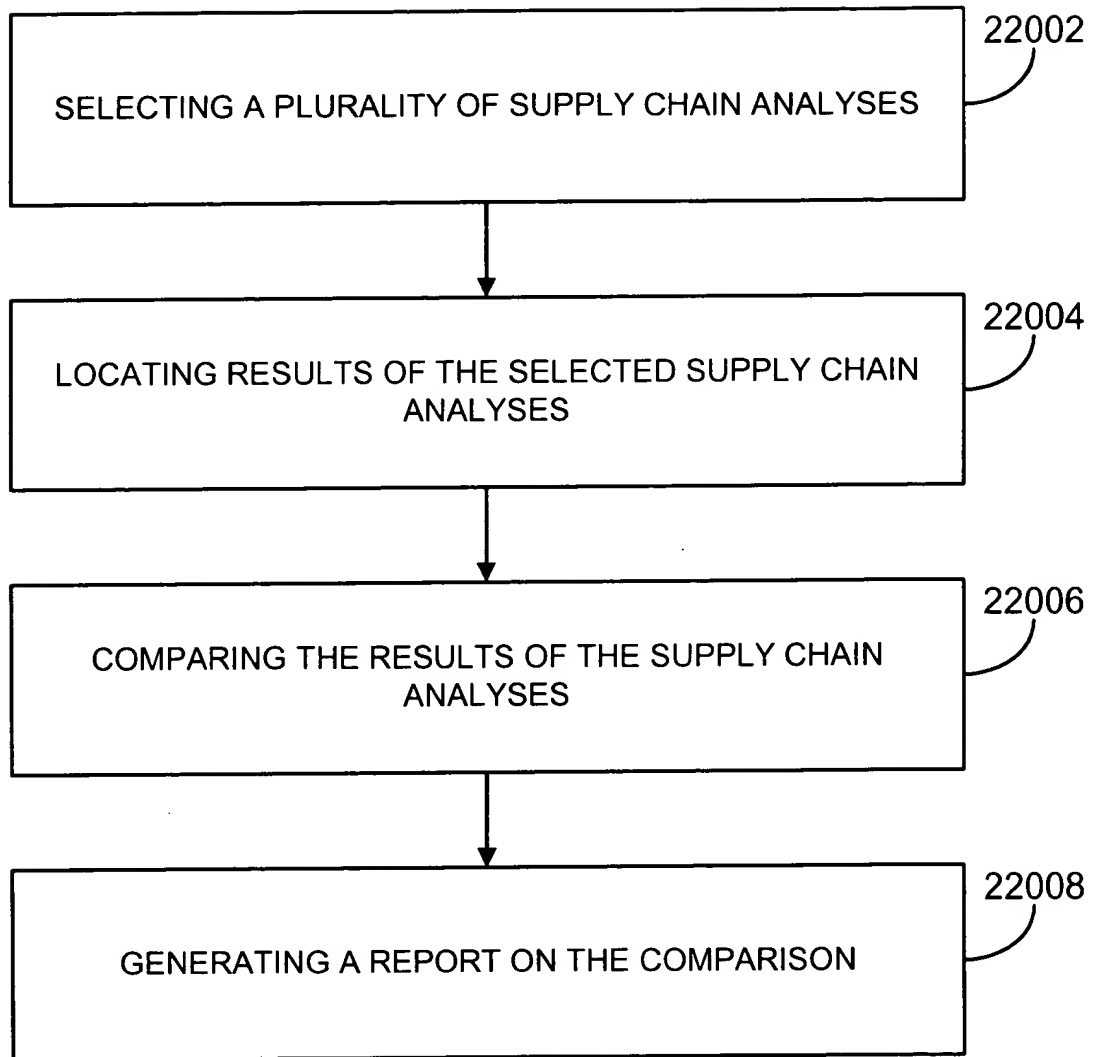 22002
SELECTING A PLURALITY OF SUPPLY CHAIN ANALYSES
22004
LOCATING RESULTS OF THE SELECTED SUPPLY CHAIN
ANALYSES
22006
COMPARING THE RESULTS OF THE SUPPLY CHAIN
ANALYSES
22008
GENERATING A REPORT ON THE COMPARISON